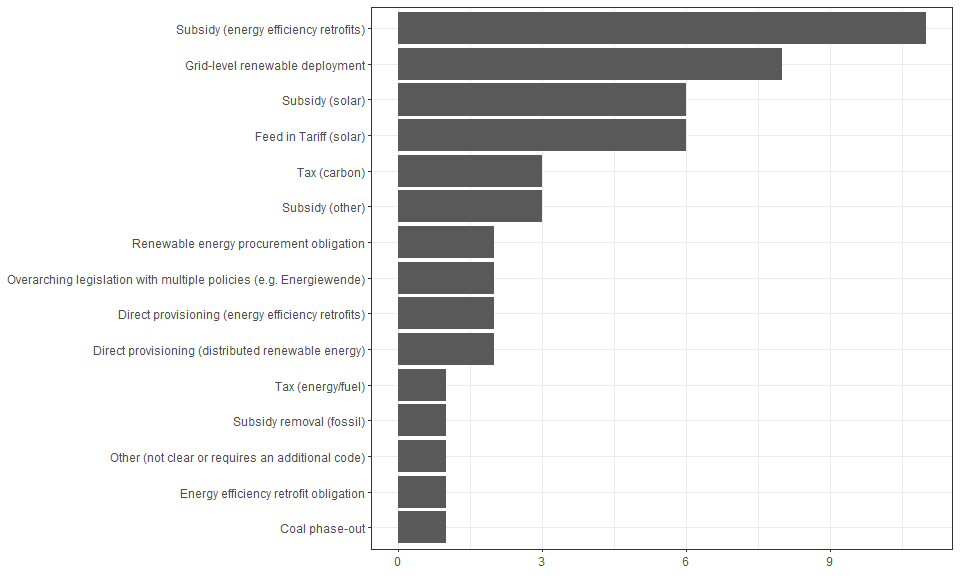 Subsidy (energy efficiency retrofits)
Grid-level renewable deployment
Subsidy (solar)
Feed in Tariff (solar)
Tax (carbon)
Subsidy (other)
Renewable energy procurement obligation
Overarching legislation with multiple policies (e.g. Energiewende)
Direct provisioning (energy efficiency retrofits)
Direct provisioning (distributed renewable energy)
Tax (energy/fuel)
Subsidy removal (fossil)
Other (not clear or requires an additional code)
Energy efficiency retrofit obligation
Coal phase-out
0 3 6 9